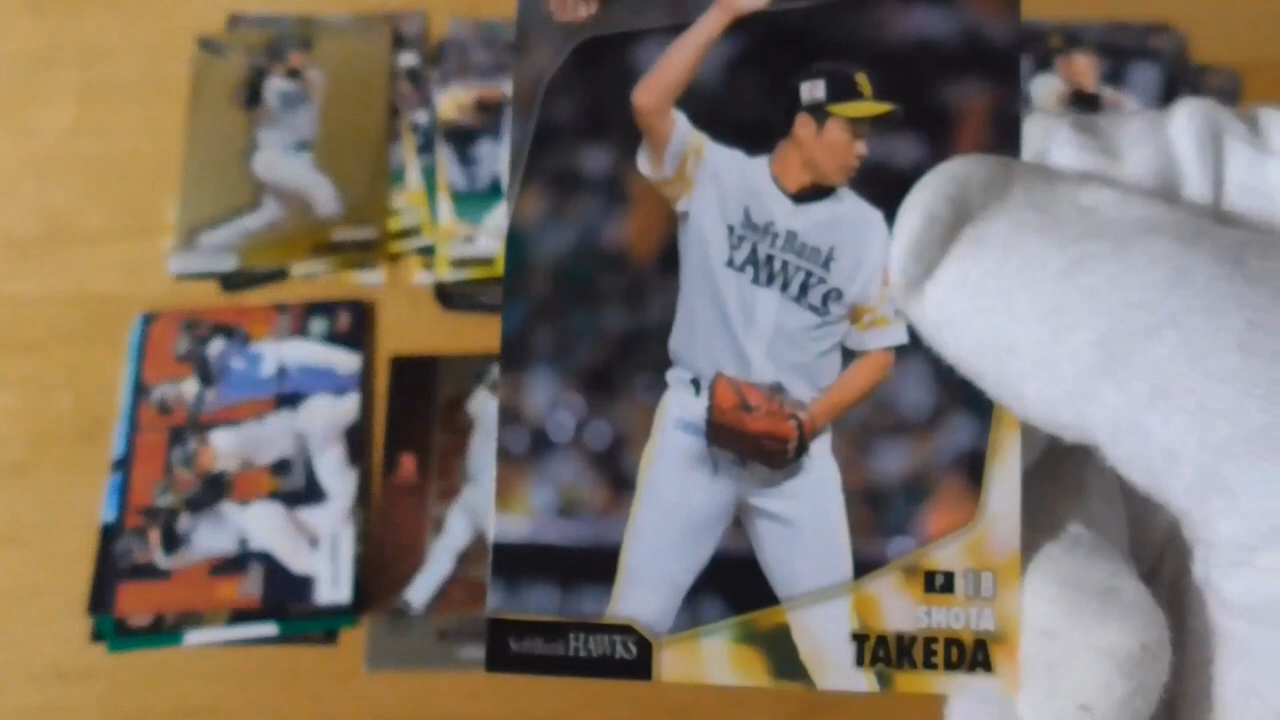 SoftBank
HAWKS
P 18
SHOTA
TAKEDA
SoftBank HAWKS